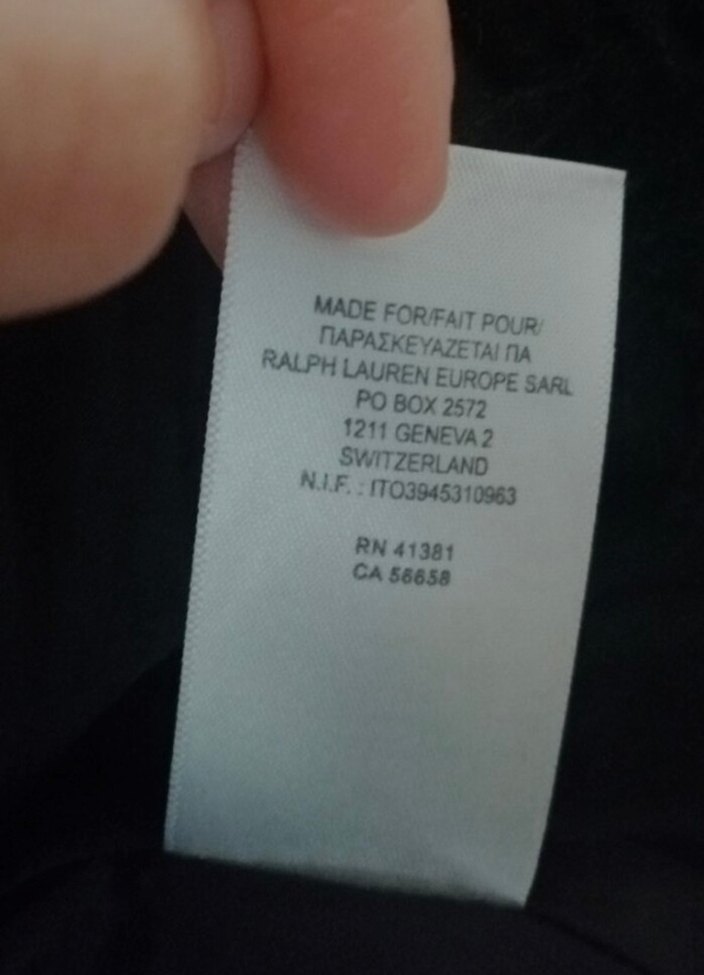 MADE FOR/FAIT POUR/
ΠΑΡΑΣΚΕΥΑΖΕΤΑΙ ΠΑ
RALPH LAUREN EUROPE SARL
PO BOX 2572
1211 GENEVA 2
SWITZERLAND
N.I.F. : ITO3945310963
RN 41381
CA 56658